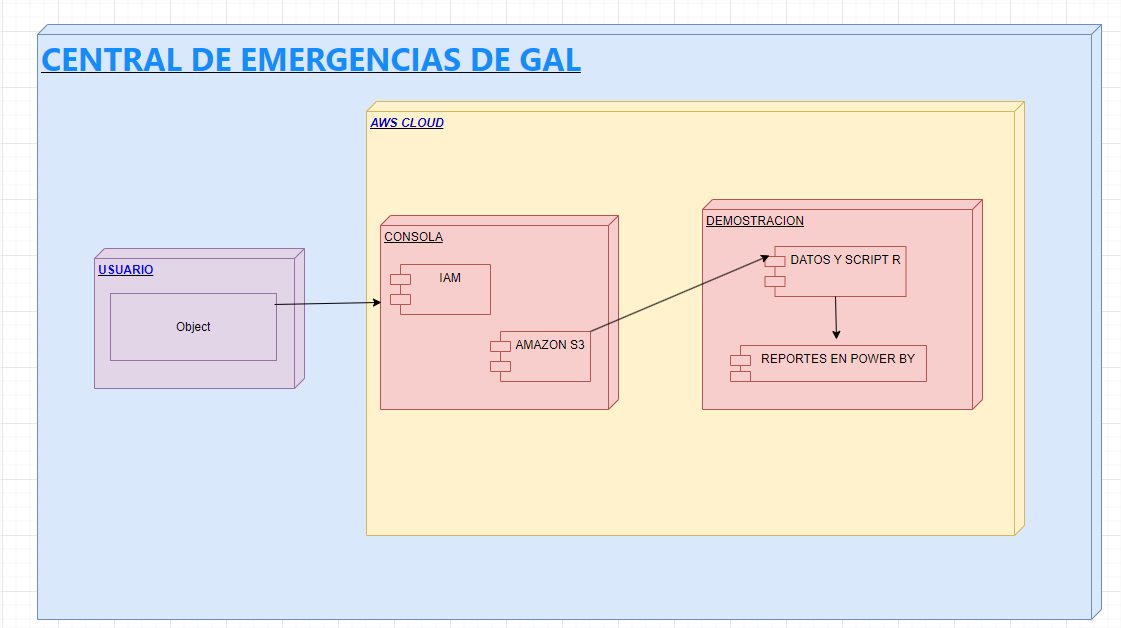 CENTRAL DE EMERGENCIAS DE GAL
AWS CLOUD
USUARIO
Object
CONSOLA
IAM
AMAZON S3
DEMOSTRACION
DATOS Y SCRIPT R
REPORTES EN POWER BY